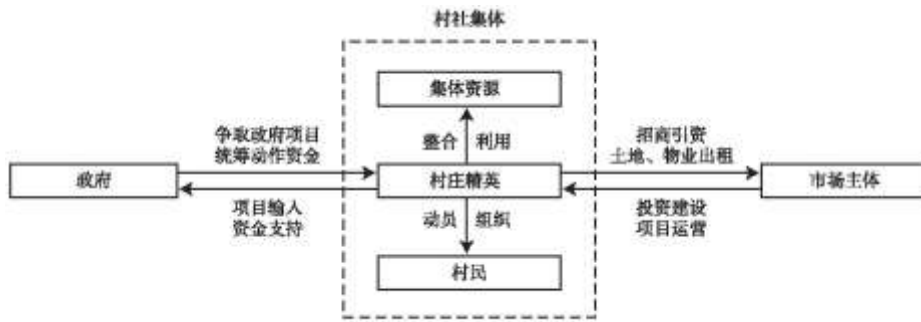 村社集体
集体资源
争取政府项目
统筹动作资金
整合 利用
招商引资
土地、物业出租
政府
村庄精英
市场主体
项目输入
资金支持
动员 组织
投资建设
项目运营
村民